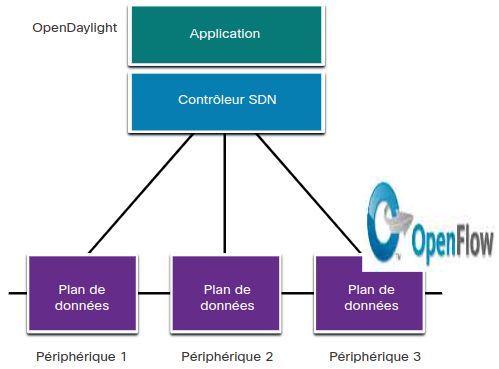 OpenDaylight
Application
Contrôleur SDN
OpenFlow
TM
Plan de
données
Plan de
données
Plan de
données
Périphérique 1
Périphérique 2
Périphérique 3